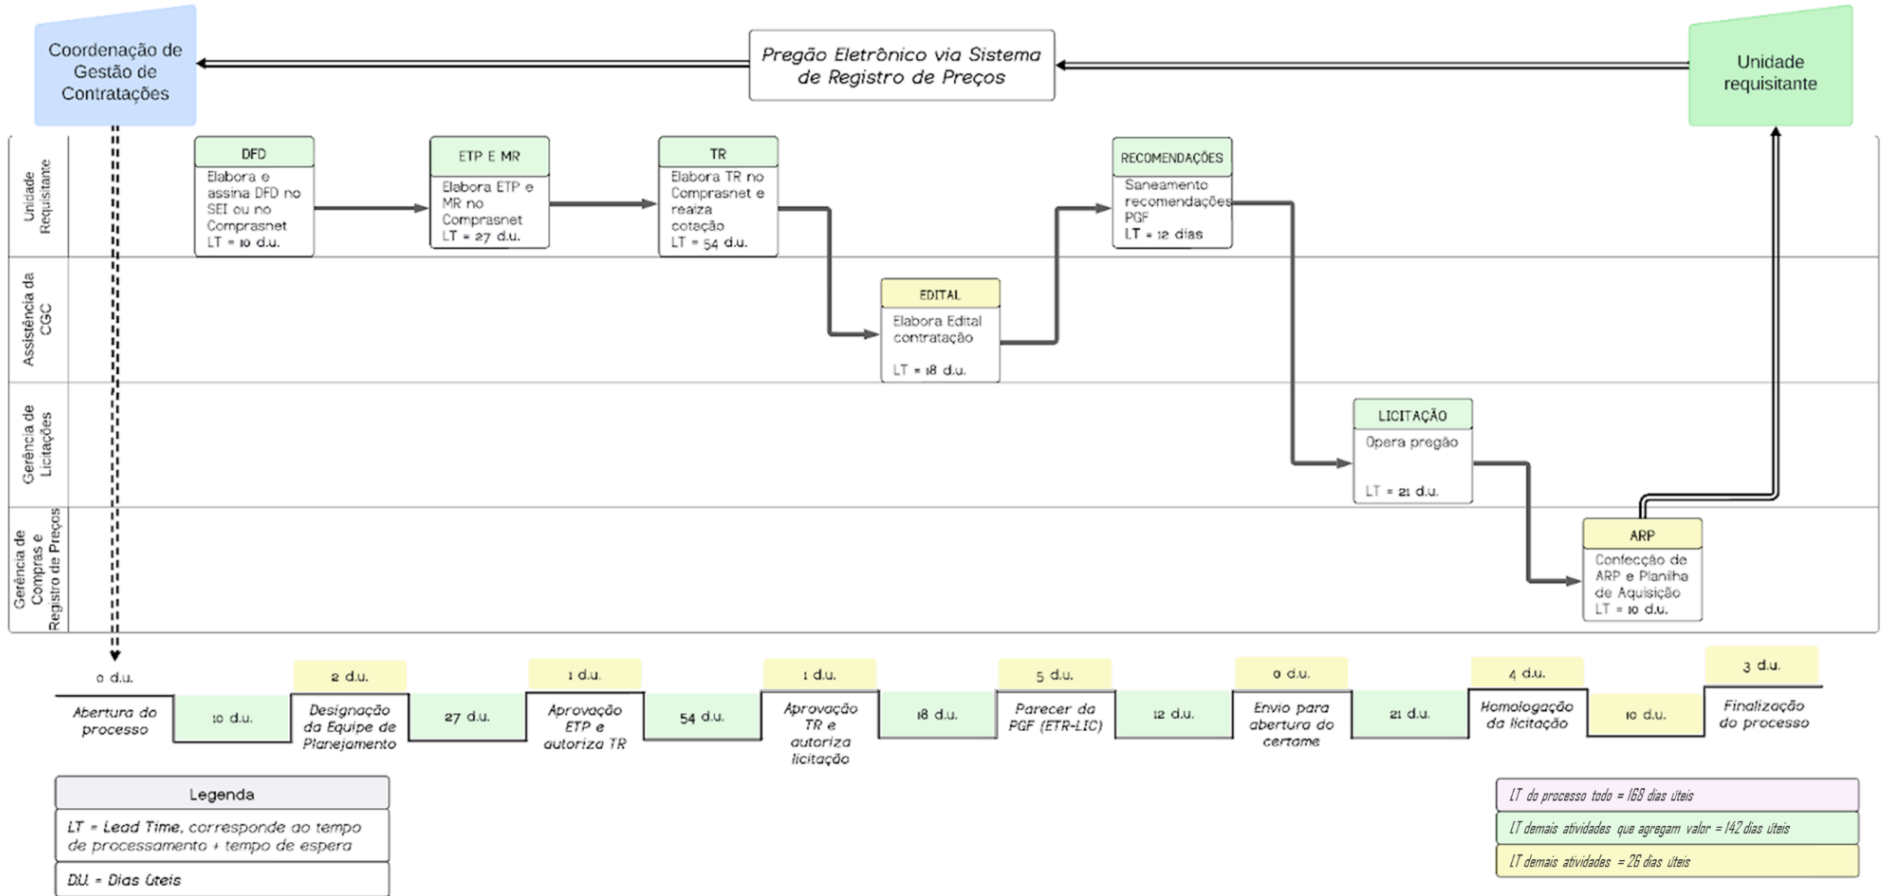 Coordenação de
Gestão de
Contratações
Pregão Eletrônico via Sistema
de Registro de Preços
Unidade
requisitante
Unidade
Requisitante
DFD
Elabora e
assina DFD no
SEI ou no
Comprasnet
LT = 10 d.u.
ETP E MR
Elabora ETP e
MR no
Comprasnet
LT = 27 d.u.
TR
Elabora TR no
Comprasnet e
reaiza
cotação
LT = 54 d.u.
RECOMENDAÇÕES
Saneamento
recomendações
PGF
LT = 12 dias
Assistência da
CGC
EDITAL
Elabora Edital
contratação
LT = 18 d.u.
Gerência de
Licitações
LICITAÇÃO
Opera pregão
LT = 21 d.u.
Gerência de
Compras e
Registro de Preços
ARP
Confecção de
ARP e Planilha
de Aquisição
LT = 10 d.u.
0 d.u.
Abertura do
processo
10 d.u.
2 d.u.
Designação
da Equipe de
Planejamento
27 d.u.
1 d.u.
Aprovação
ETP e
autoriza TR
54 d.u.
1 d.u.
Aprovação
TR e
autoriza
licitação
18 d.u.
5 d.u.
Parecer da
PGF (ETR-LIC)
12 d.u.
0 d.u.
Envio para
abertura do
certame
21 d.u.
4 d.u.
Homologação
da licitação
10 d.u.
3 d.u.
Finalização
do processo
Legenda
LT = Lead Time, corresponde ao tempo
de processamento + tempo de espera
D.U. = Dias Úteis
LT do processo todo = 168 dias úteis
LT demais atividades que agregam valor = 142 dias úteis
LT demais atividades = 26 dias úteis